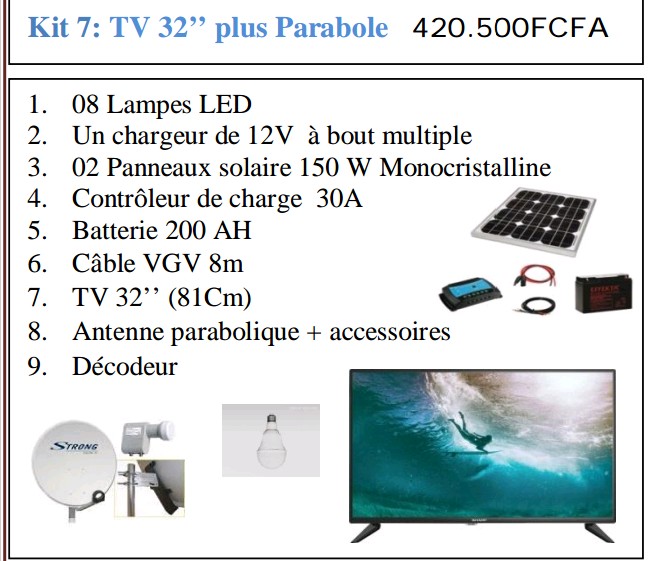 Kit 7: TV 32’’ plus Parabole 420.500FCFA
1. 08 Lampes LED
2. Un chargeur de 12V à bout multiple
3. 02 Panneaux solaire 150 W Monocristalline
4. Contrôleur de charge 30A
5. Batterie 200 AH
6. Câble VGV 8m
7. TV 32’’ (81Cm)
8. Antenne parabolique + accessoires
9. Décodeur
STRONG